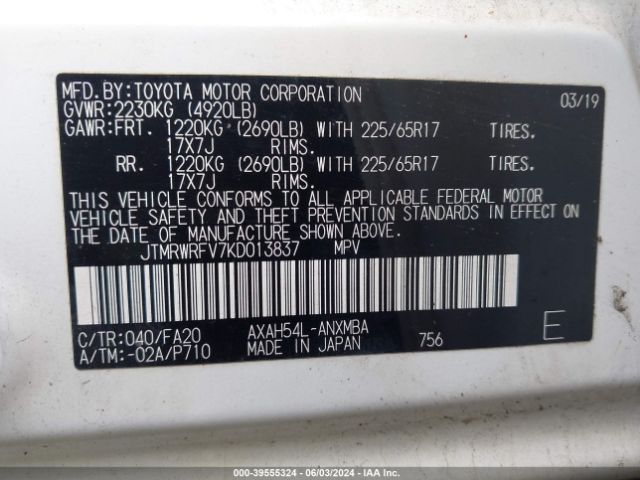 MFD.BY:TOYOTA MOTOR CORPORATION 03/19
GVWR:2230KG (4920LB)
GAWR:FRT. 1220KG (2690LB) WITH 225/65R17 TIRES.
17X7J RIMS.
RR. 1220KG (2690LB) WITH 225/65R17 TIRES.
17X7J RIMS.
THIS VEHICLE CONFORMS TO ALL APPLICABLE FEDERAL MOTOR
VEHICLE SAFETY AND THEFT PREVENTION STANDARDS IN EFFECT ON
THE DATE OF MANUFACTURE SHOWN ABOVE.
JTMRWRFV7KD013837 MPV
C/TR:040/FA20 AXAH54L-ANXMBA
A/TM:-02A/P710 MADE IN JAPAN 756 E
000-39555324 - 06/03/2024 - IAA Inc.